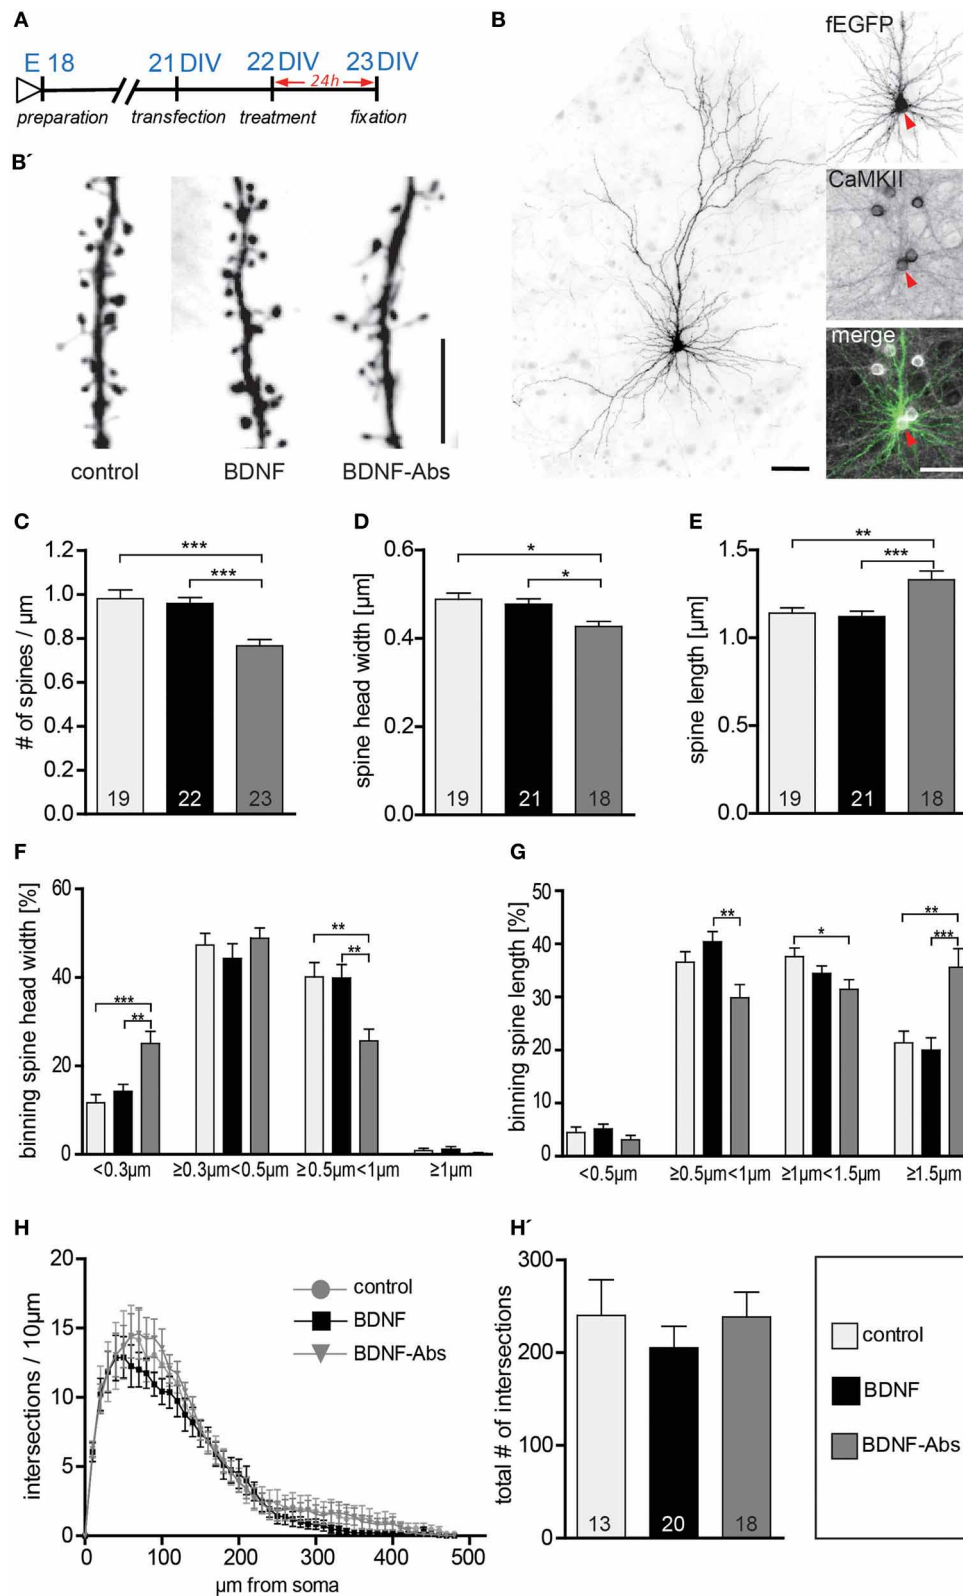 A
E 18
21 DIV
22 DIV
23 DIV
24h
preparation
transfection
treatment
fixation
B
fEGFP
CaMKII
merge
B´
control
BDNF
BDNF-Abs
C
# of spines / µm
1.2
1.0
0.8
0.6
0.4
0.2
0.0
***
***
19
22
23
D
spine head width [µm]
0.6
0.4
0.2
0.0
*
*
19
21
18
E
spine length [µm]
1.5
1.0
0.5
0.0
**
***
19
21
18
F
binning spine head width [%]
60
40
20
0
***
**
**
**
<0.3µm
≥0.3µm<0.5µm
≥0.5µm<1µm
≥1µm
G
binning spine length [%]
50
40
30
20
10
0
**
*
**
***
<0.5µm
≥0.5µm<1µm
≥1µm<1.5µm
≥1.5µm
H
intersections / 10µm
20
15
10
5
0
control
BDNF
BDNF-Abs
0
100
200
300
400
500
µm from soma
H´
total # of intersections
300
200
100
0
13
20
18
control
BDNF
BDNF-Abs